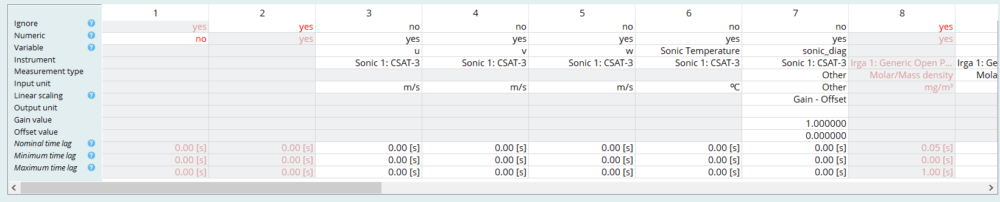 1 2 3 4 5 6 7 8
Ignore ? yes yes no no no no no yes
Numeric ? no yes yes yes yes yes yes yes
Variable ? u v w Sonic Temperature sonic_diag
Instrument Sonic 1: CSAT-3 Sonic 1: CSAT-3 Sonic 1: CSAT-3 Sonic 1: CSAT-3 Sonic 1: CSAT-3 Irga 1: Generic Open P... Irga 1: Ge
Measurement type Other Molar/Mass density Mola
Input unit m/s m/s m/s ºC Other mg/m³
Linear scaling ? Gain - Offset
Output unit
Gain value 1.000000
Offset value 0.000000
Nominal time lag ? 0.00 [s] 0.00 [s] 0.00 [s] 0.00 [s] 0.00 [s] 0.00 [s] 0.00 [s] 0.05 [s]
Minimum time lag ? 0.00 [s] 0.00 [s] 0.00 [s] 0.00 [s] 0.00 [s] 0.00 [s] 0.00 [s] 0.00 [s]
Maximum time lag ? 0.00 [s] 0.00 [s] 0.00 [s] 0.00 [s] 0.00 [s] 0.00 [s] 0.00 [s] 1.00 [s]